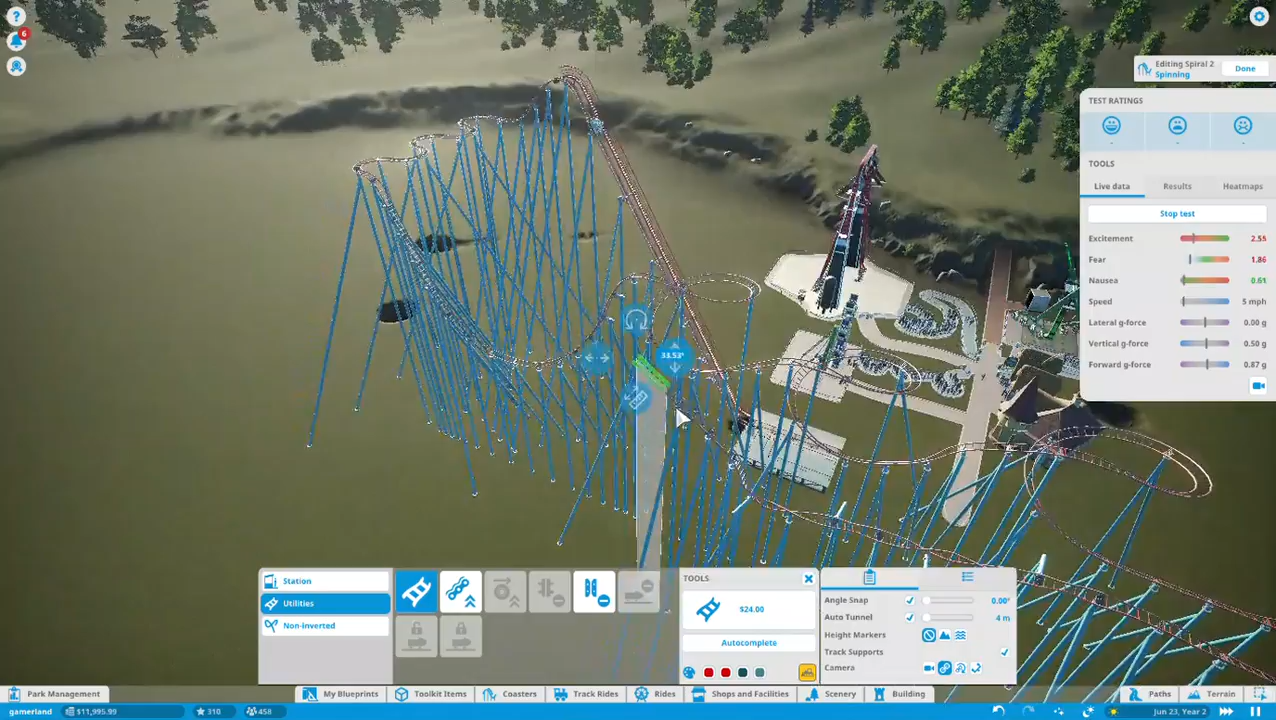 ?
6
Editing Spiral 2
Spinning
Done
TEST RATINGS
- - -
TOOLS
Live data Results Heatmaps
Stop test
Excitement 2.55
Fear 1.86
Nausea 0.61
Speed 5 mph
Lateral g-force 0.00 g
Vertical g-force 0.50 g
Forward g-force 0.87 g
33.53°
Station
Utilities
Non-inverted
TOOLS
$24.00
Autocomplete
Angle Snap 0.00°
Auto Tunnel 4 m
Height Markers
Track Supports
Camera
Park Management My Blueprints Toolkit Items Coasters Track Rides Rides Shops and Facilities Scenery Building Paths Terrain
gamerland $11,995.99 310 458 Jun 23, Year 2